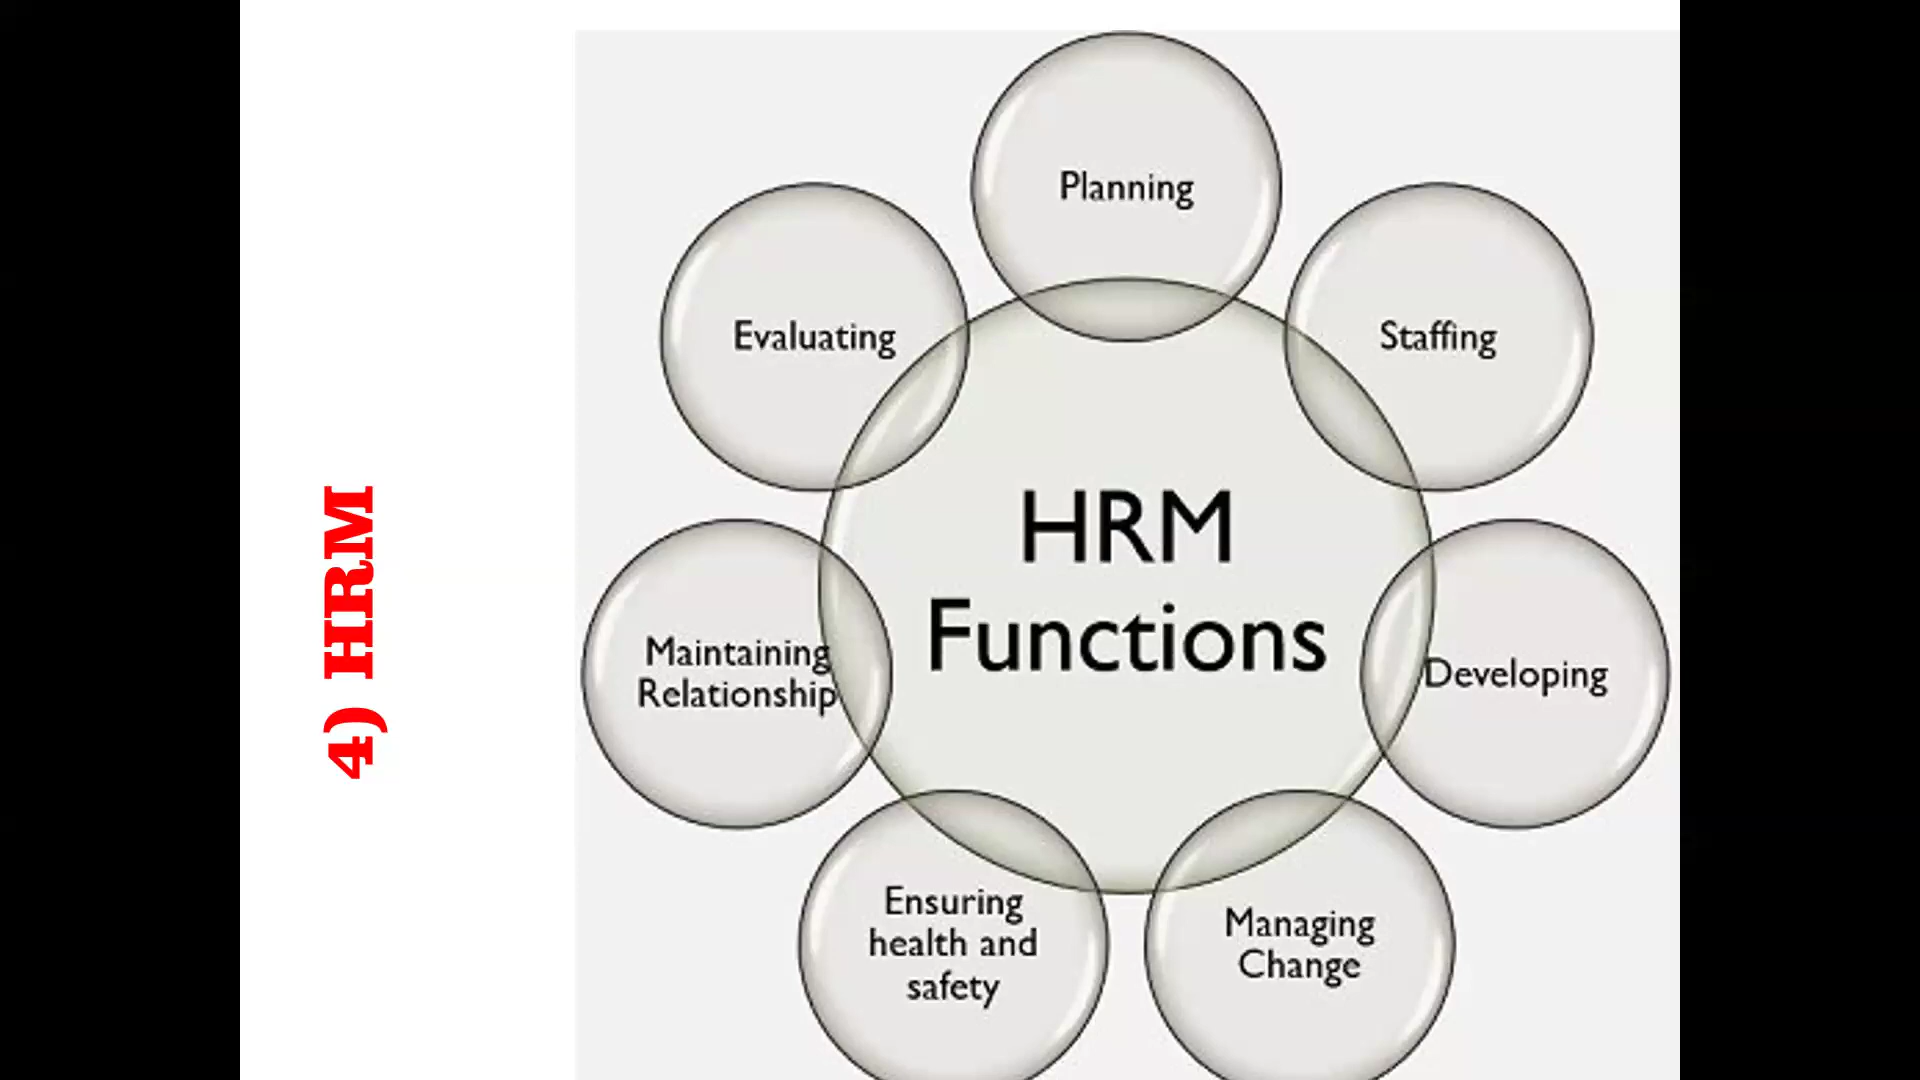 4) HRM
Planning
Evaluating
Staffing
HRM
Functions
Maintaining
Relationship
Developing
Ensuring
health and
safety
Managing
Change